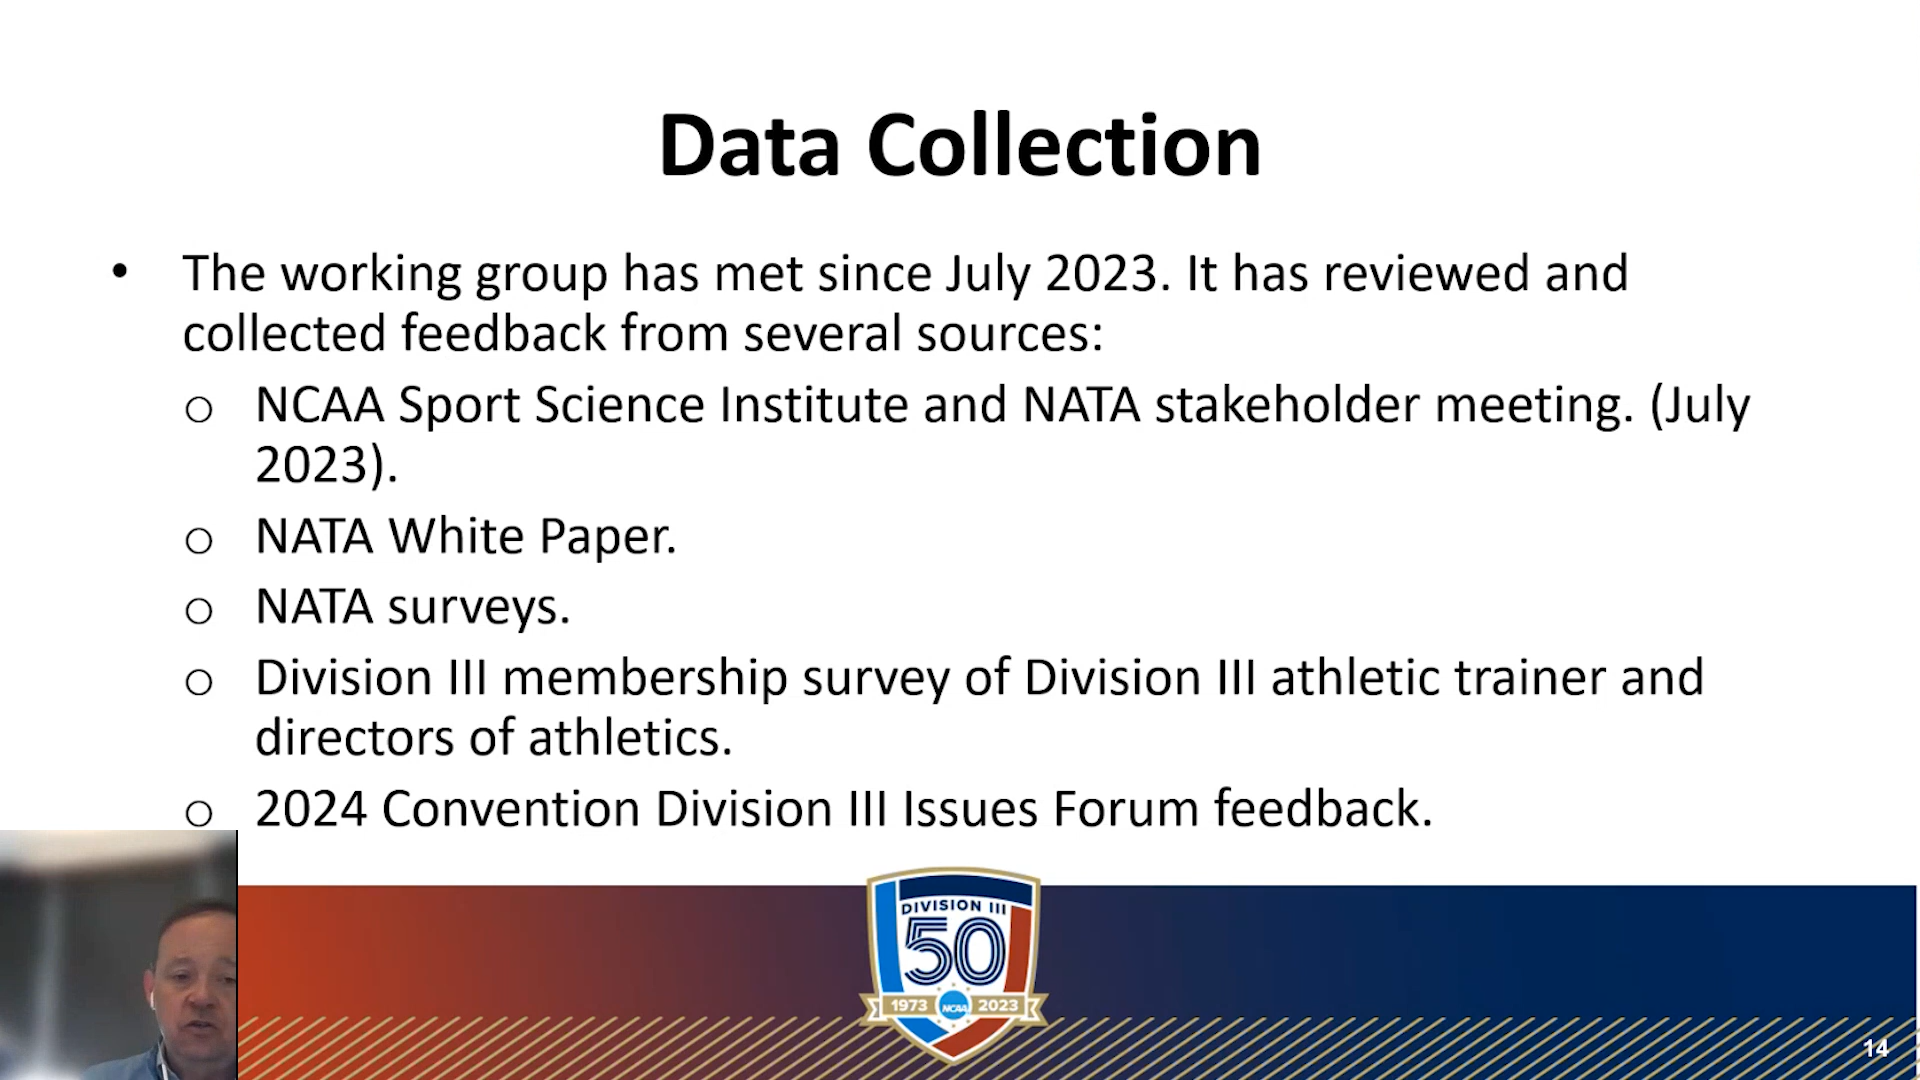 Data Collection
• The working group has met since July 2023. It has reviewed and
collected feedback from several sources:
o NCAA Sport Science Institute and NATA stakeholder meeting. (July
2023).
o NATA White Paper.
o NATA surveys.
o Division III membership survey of Division III athletic trainer and
directors of athletics.
o 2024 Convention Division III Issues Forum feedback.
DIVISION III
50
1973 NCAA 2023
14